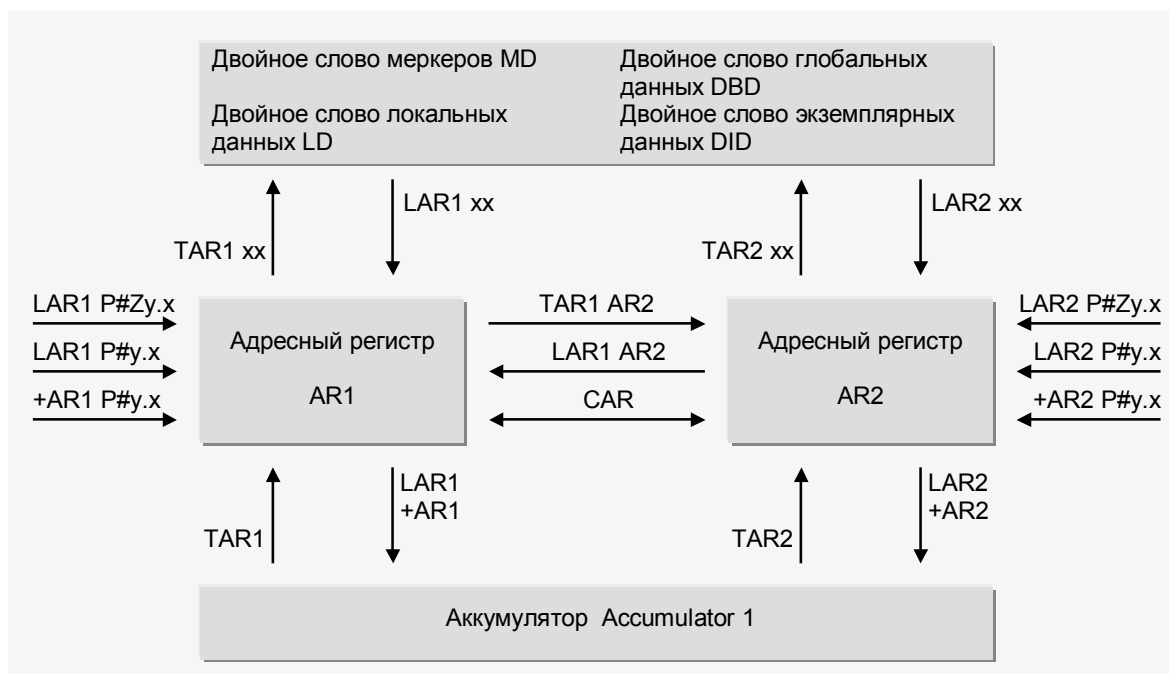 Двойное слово меркеров MD
Двойное слово локальных
данных LD
Двойное слово глобальных
данных DBD
Двойное слово экземплярных
данных DID
TAR1 xx
LAR1 xx
TAR2 xx
LAR2 xx
LAR1 P#Zy.x
LAR1 P#y.x
+AR1 P#y.x
Адресный регистр
AR1
TAR1 AR2
LAR1 AR2
CAR
Адресный регистр
AR2
LAR2 P#Zy.x
LAR2 P#y.x
+AR2 P#y.x
TAR1
LAR1
+AR1
TAR2
LAR2
+AR2
Аккумулятор Accumulator 1